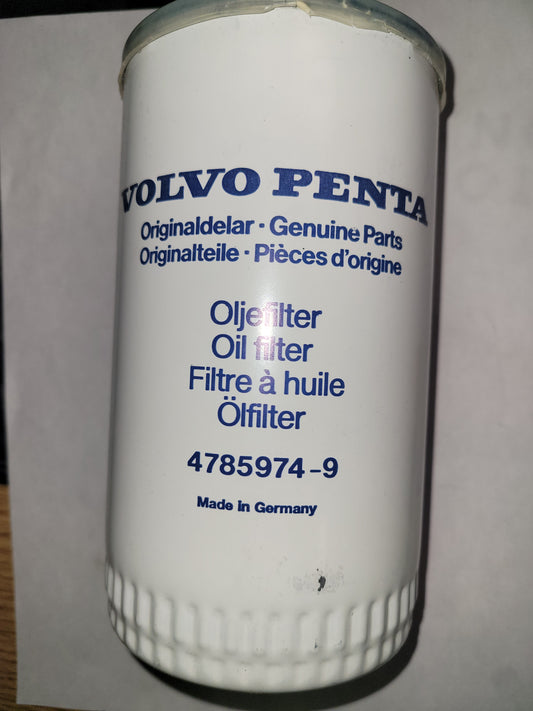 VOLVO PENTA
Originaldelar · Genuine Parts
Originalteile · Pièces d'origine
Oljefilter
Oil filter
Filtre à huile
Ölfilter
4785974-9
Made in Germany